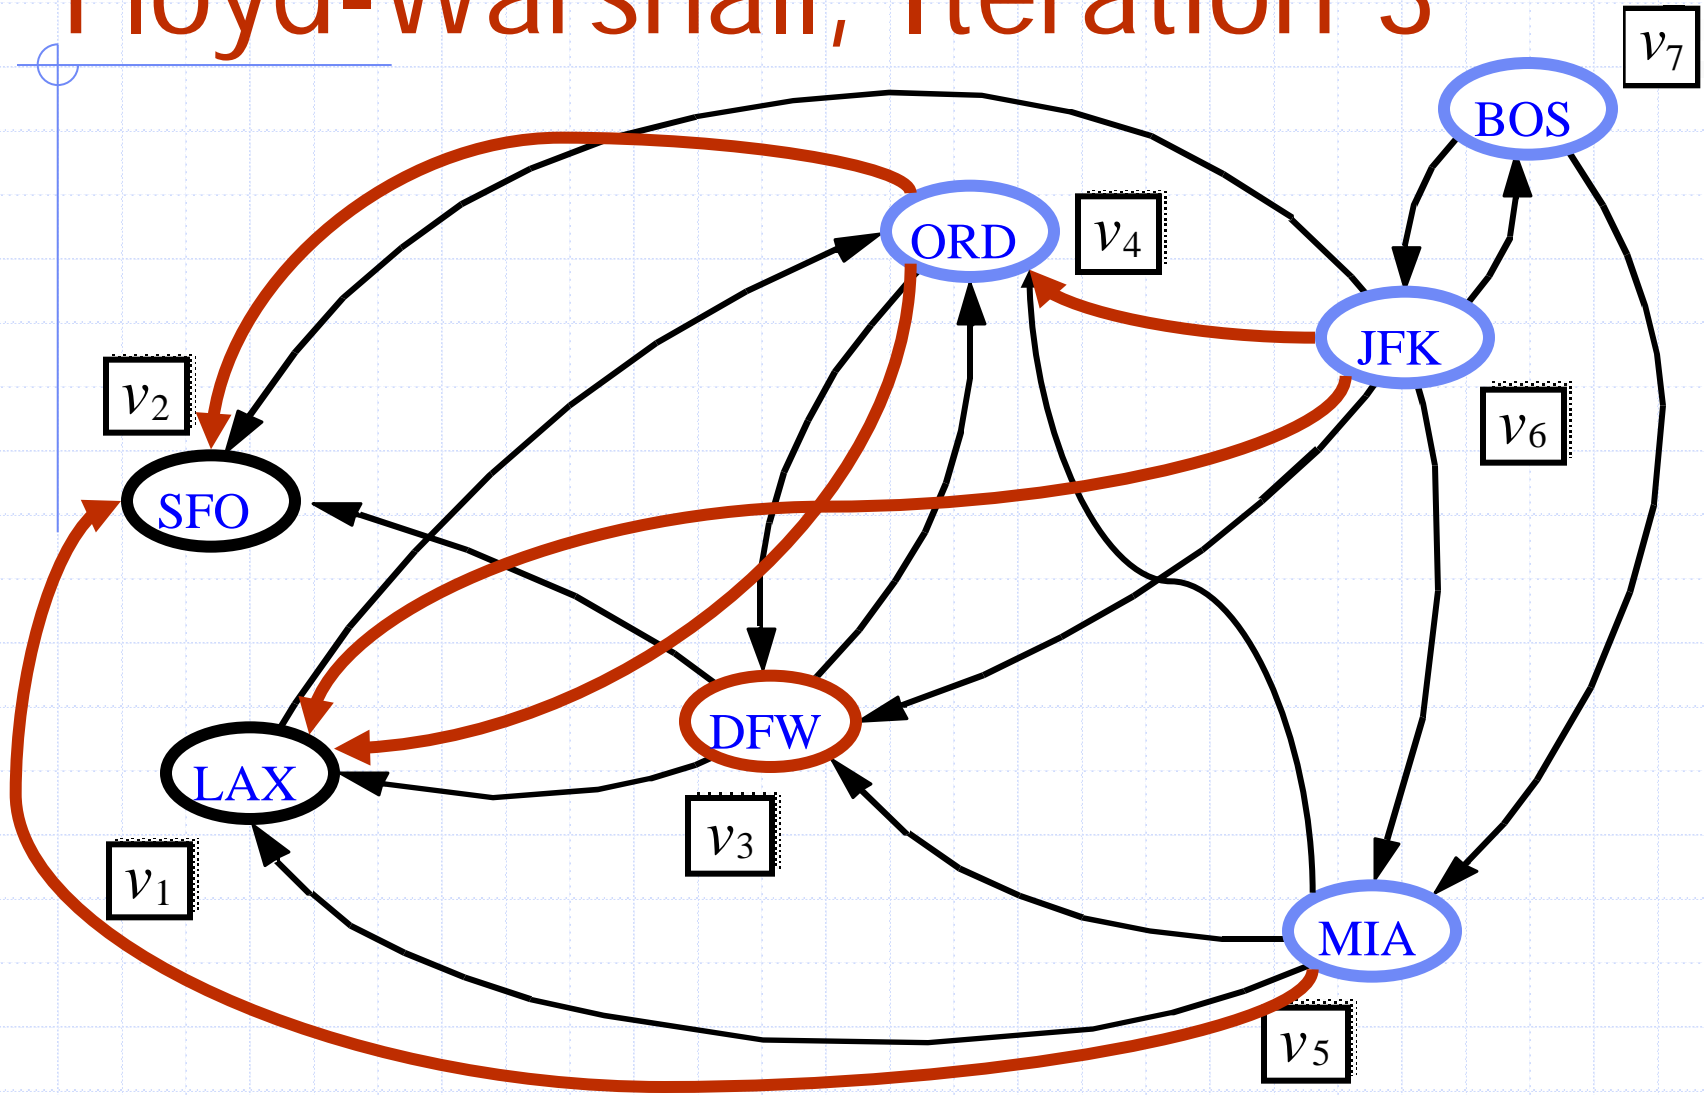 Floyd-Warshall, Iteration 3
v7
BOS
ORD
v4
JFK
v2
v6
SFO
DFW
LAX
v3
v1
MIA
v5